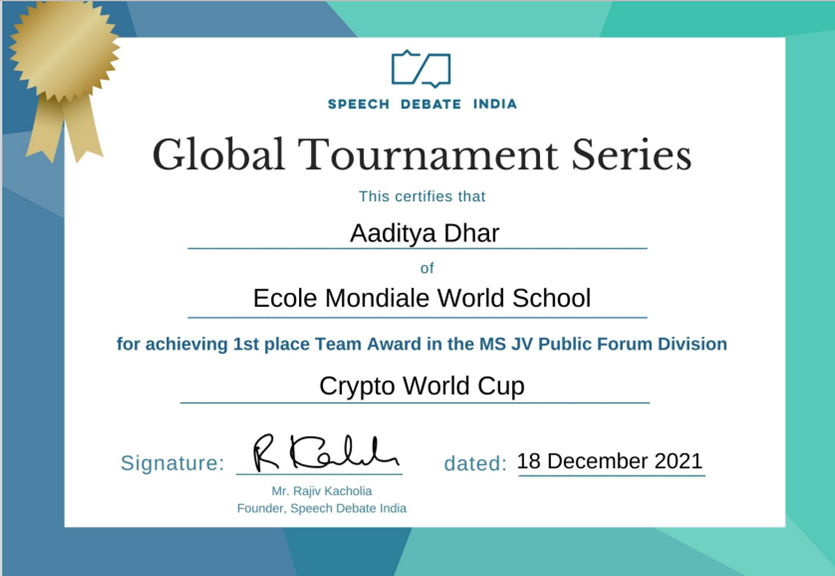 SPEECH DEBATE INDIA
Global Tournament Series
This certifies that
Aaditya Dhar
of
Ecole Mondiale World School
for achieving 1st place Team Award in the MS JV Public Forum Division
Crypto World Cup
Signature: R Kalh dated: 18 December 2021
Mr. Rajiv Kacholia
Founder, Speech Debate India